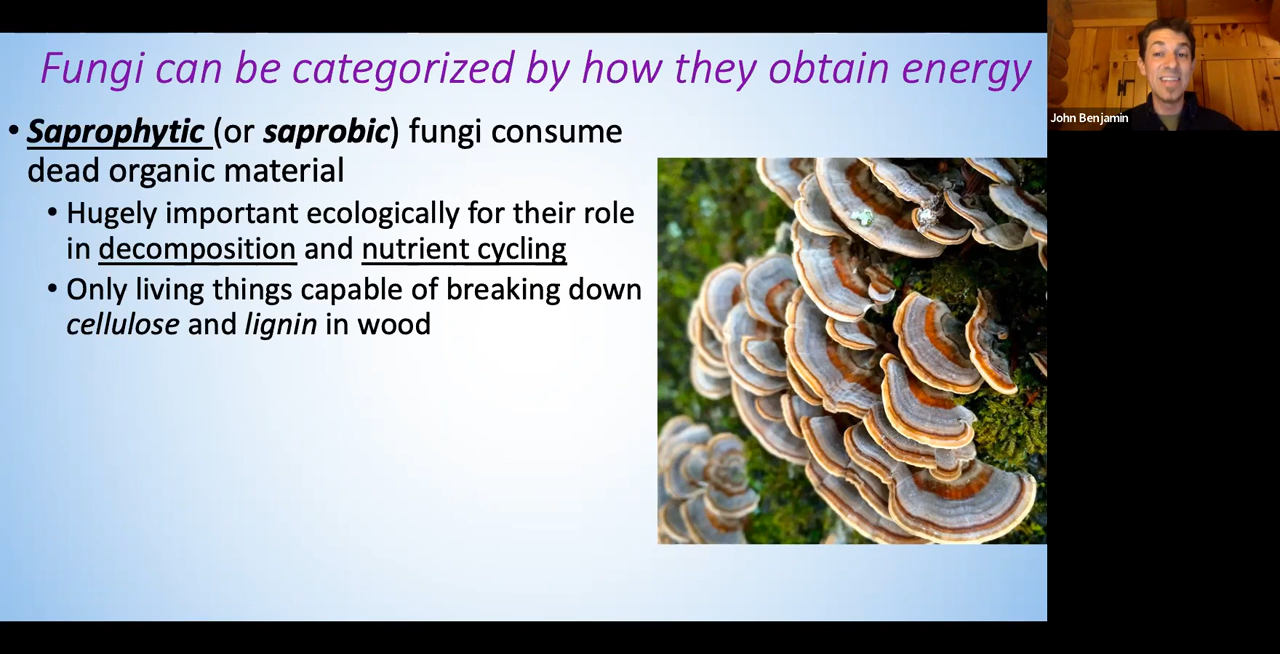 Fungi can be categorized by how they obtain energy
• Saprophytic (or saprobic) fungi consume
dead organic material
• Hugely important ecologically for their role
in decomposition and nutrient cycling
• Only living things capable of breaking down
cellulose and lignin in wood
John Benjamin